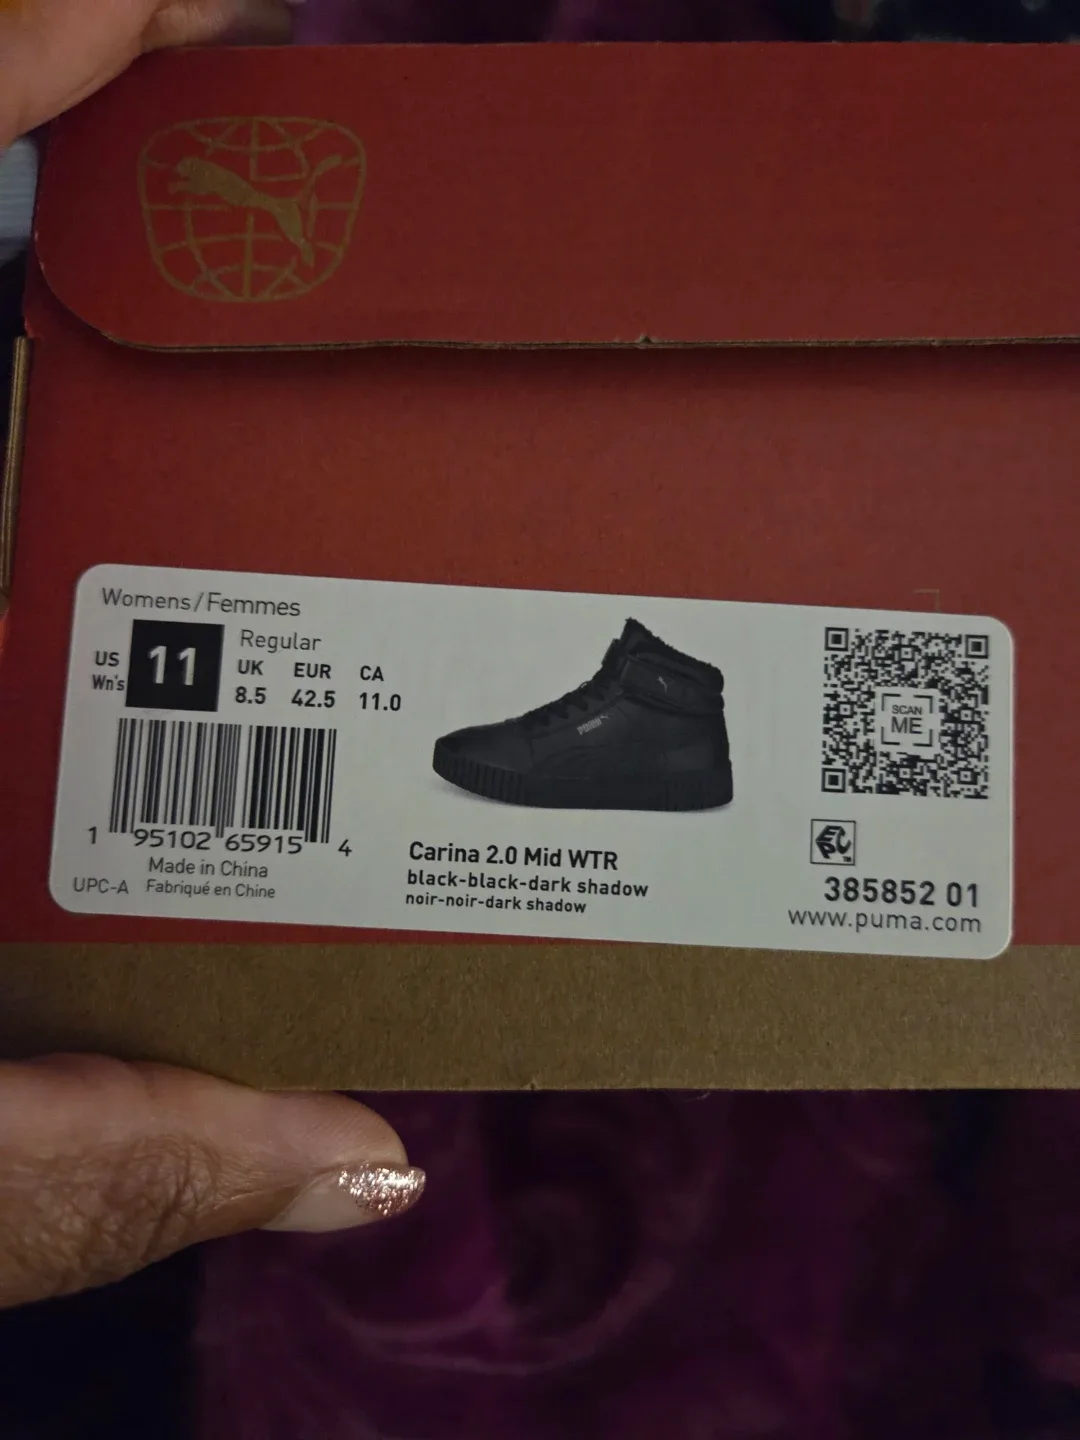 Womens/Femmes
US
Wn's
11
Regular
UK EUR CA
8.5 42.5 11.0
1 95102 65915 4
Made in China
UPC-A Fabriqué en Chine
PUMA
Carina 2.0 Mid WTR
black-black-dark shadow
noir-noir-dark shadow
SCAN
ME
385852 01
www.puma.com